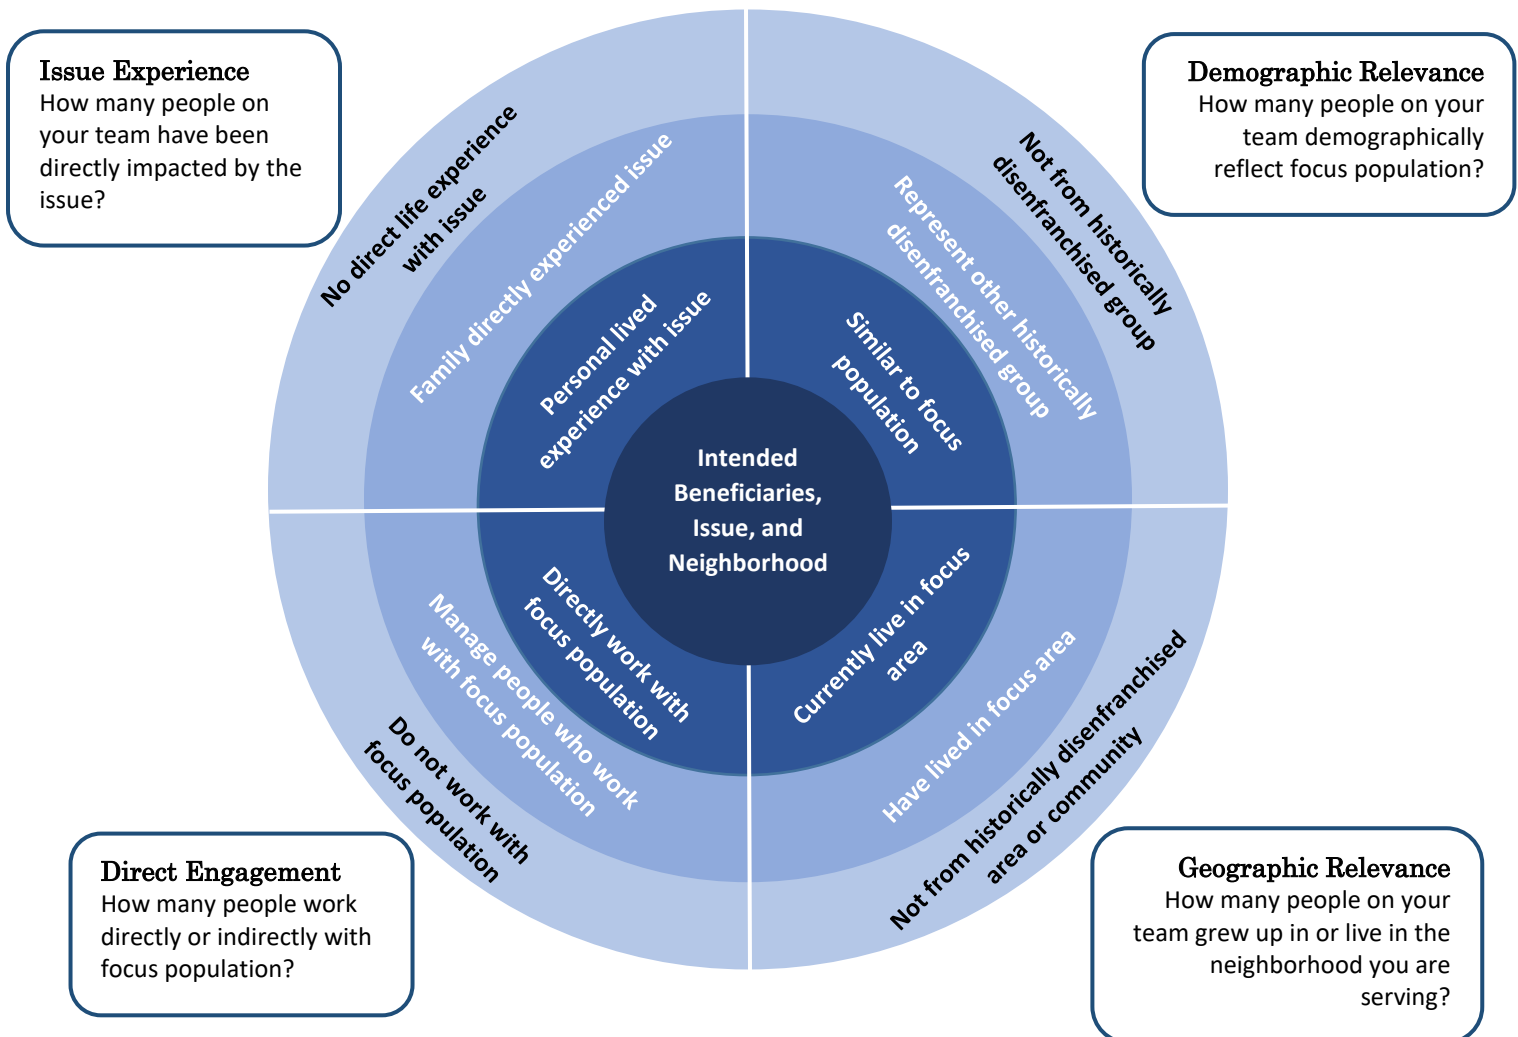 Issue Experience
How many people on
your team have been
directly impacted by the
issue?
Demographic Relevance
How many people on your
team demographically
reflect focus population?
No direct life experience
with issue
Family directly experienced issue
Personal lived
experience with issue
Not from historically
disenfranchised group
Represent other historically
disenfranchised group
Similar to focus
population
Intended
Beneficiaries,
Issue, and
Neighborhood
Directly work with
focus population
Manage people who work
with focus population
Do not work with
focus population
Currently live in focus
area
Have lived in focus area
Not from historically disenfranchised
area or community
Direct Engagement
How many people work
directly or indirectly with
focus population?
Geographic Relevance
How many people on your
team grew up in or live in the
neighborhood you are
serving?